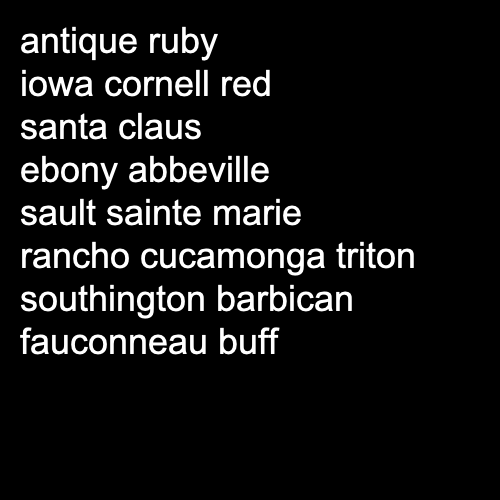 antique ruby
iowa cornell red
santa claus
ebony abbeville
sault sainte marie
rancho cucamonga triton
southington barbican
fauconneau buff